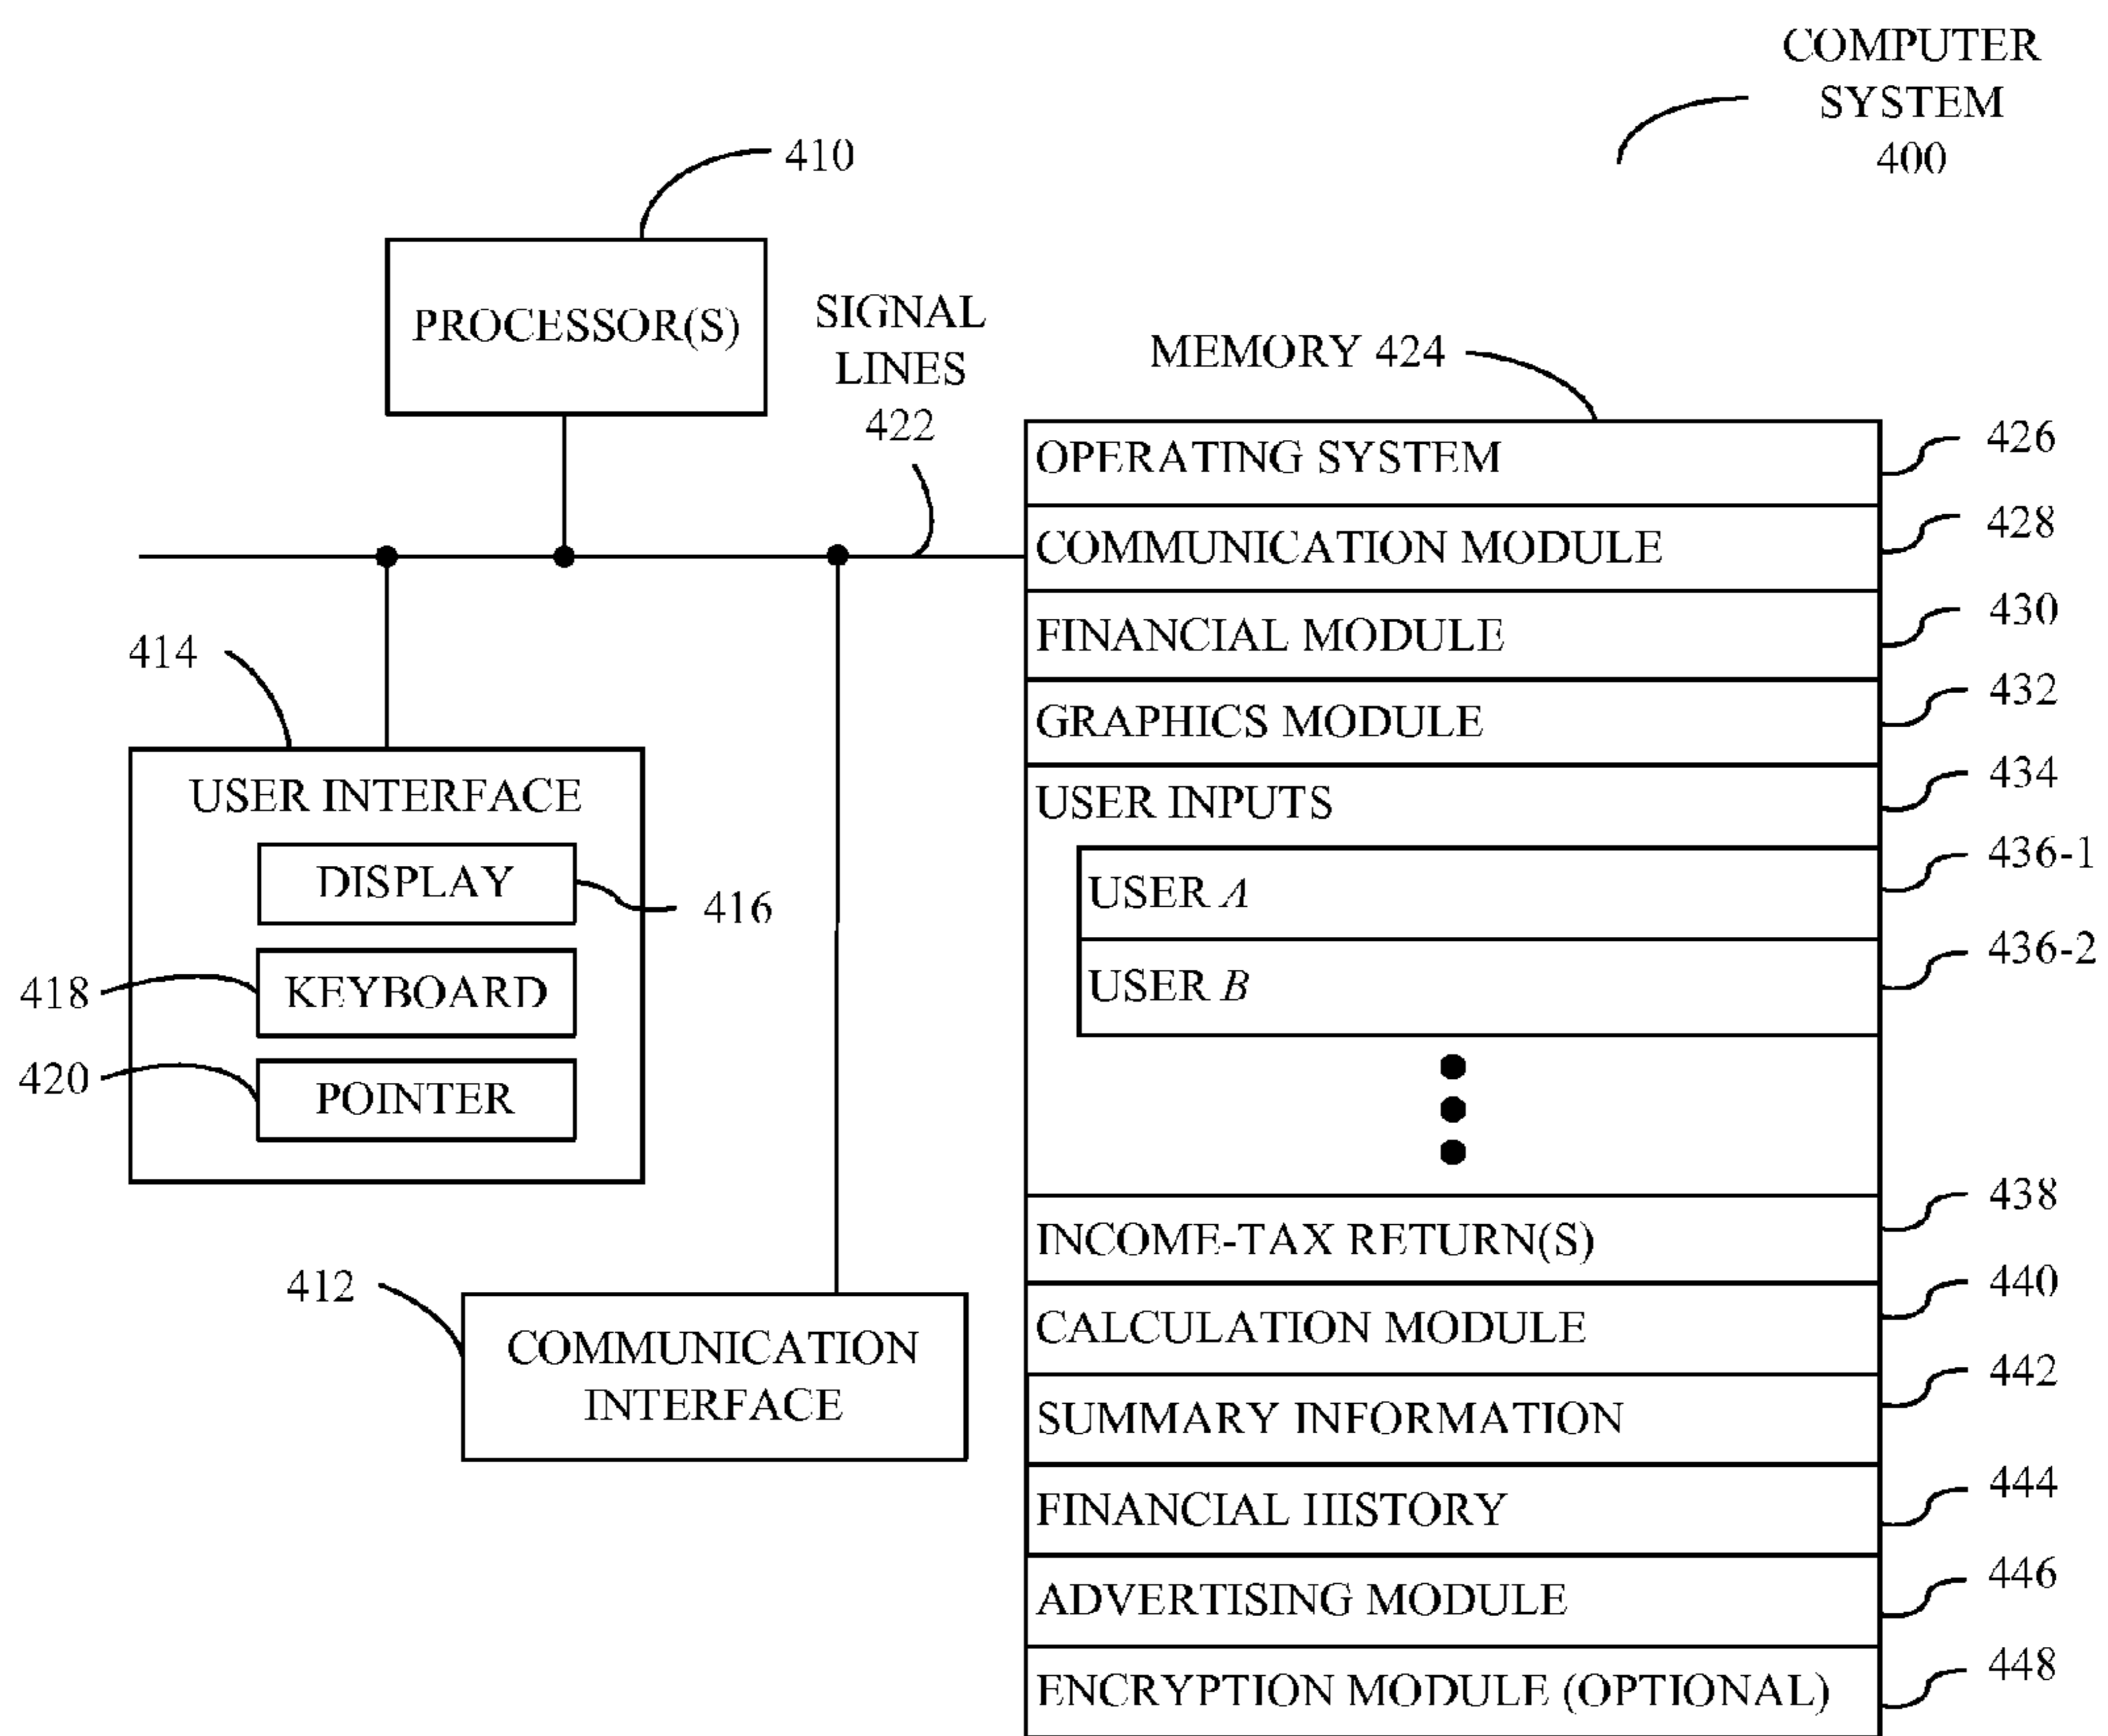 COMPUTER
SYSTEM
400
410
PROCESSOR(S)
SIGNAL
LINES
422
MEMORY 424
OPERATING SYSTEM
426
COMMUNICATION MODULE
428
FINANCIAL MODULE
430
GRAPHICS MODULE
432
USER INPUTS
434
USER A
436-1
USER B
436-2
INCOME-TAX RETURN(S)
438
CALCULATION MODULE
440
SUMMARY INFORMATION
442
FINANCIAL HISTORY
444
ADVERTISING MODULE
446
ENCRYPTION MODULE (OPTIONAL)
448
414
USER INTERFACE
DISPLAY
416
418
KEYBOARD
420
POINTER
412
COMMUNICATION
INTERFACE